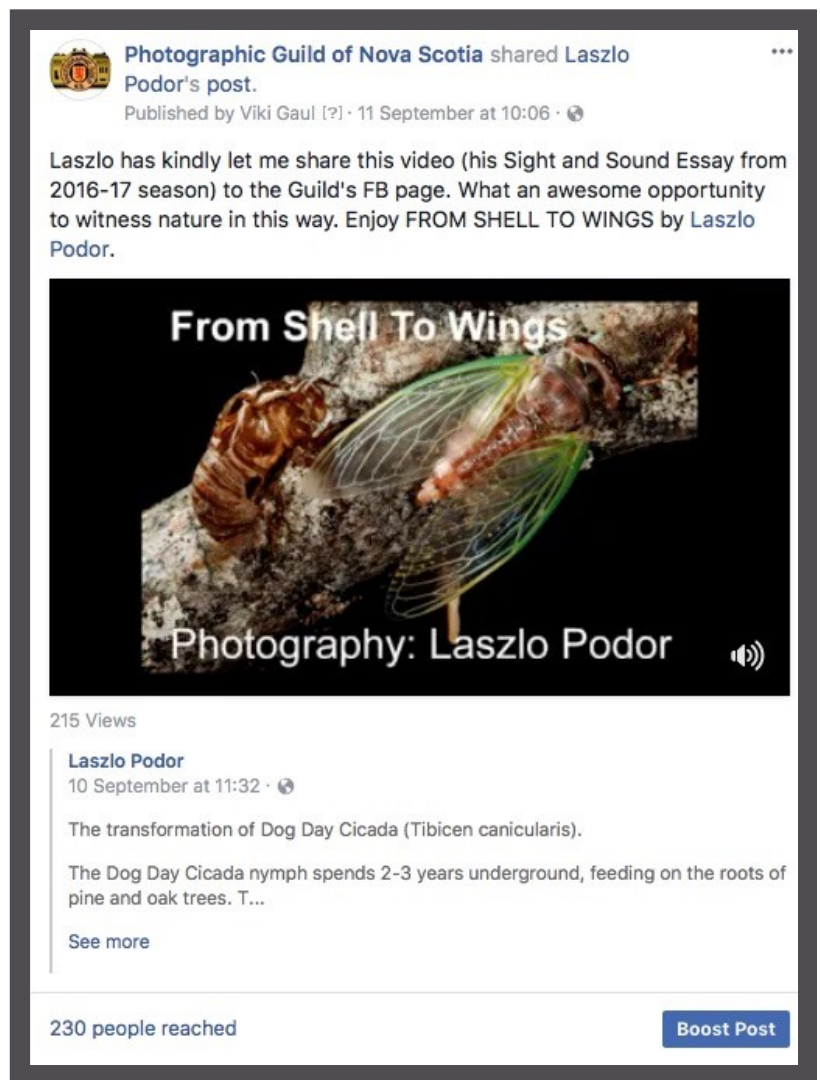 Photographic Guild of Nova Scotia shared Laszlo
Podor's post.
Published by Viki Gaul [?] · 11 September at 10:06 ·
Laszlo has kindly let me share this video (his Sight and Sound Essay from
2016-17 season) to the Guild's FB page. What an awesome opportunity
to witness nature in this way. Enjoy FROM SHELL TO WINGS by Laszlo
Podor.
From Shell To Wings
Photography: Laszlo Podor
215 Views
Laszlo Podor
10 September at 11:32 ·
The transformation of Dog Day Cicada (Tibicen canicularis).
The Dog Day Cicada nymph spends 2-3 years underground, feeding on the roots of
pine and oak trees. T...
See more
230 people reached
Boost Post